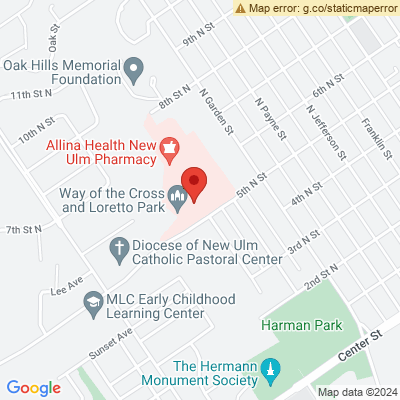 Map error: g.co/staticmaperror
9th N St
Oak St
Oak Hills Memorial
Foundation
6th N St
11th St N
8th St N
N Garden St
N Payne St
N Jefferson St
Franklin St
10th St N
Allina Health New
Ulm Pharmacy
Way of the Cross
and Loretto Park
5th N St
4th N St
7th St N
Diocese of New Ulm
Catholic Pastoral Center
3rd N St
2nd St N
Lee Ave
MLC Early Childhood
Learning Center
Harman Park
Sunset Ave
Center St
The Hermann
Monument Society
Google
Map data ©2024